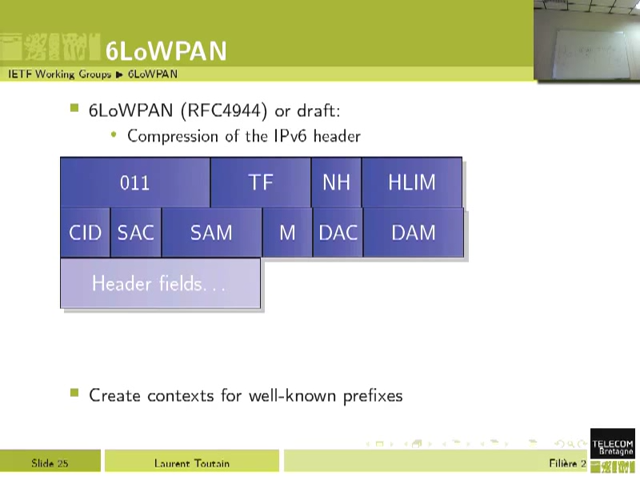 6LoWPAN
IETF Working Groups ▶ 6LoWPAN
6LoWPAN (RFC4944) or draft:
Compression of the IPv6 header
011 TF NH HLIM
CID SAC SAM M DAC DAM
Header fields...
Create contexts for well-known prefixes
TELECOM
Bretagne
Slide 25 Laurent Toutain Filière 2